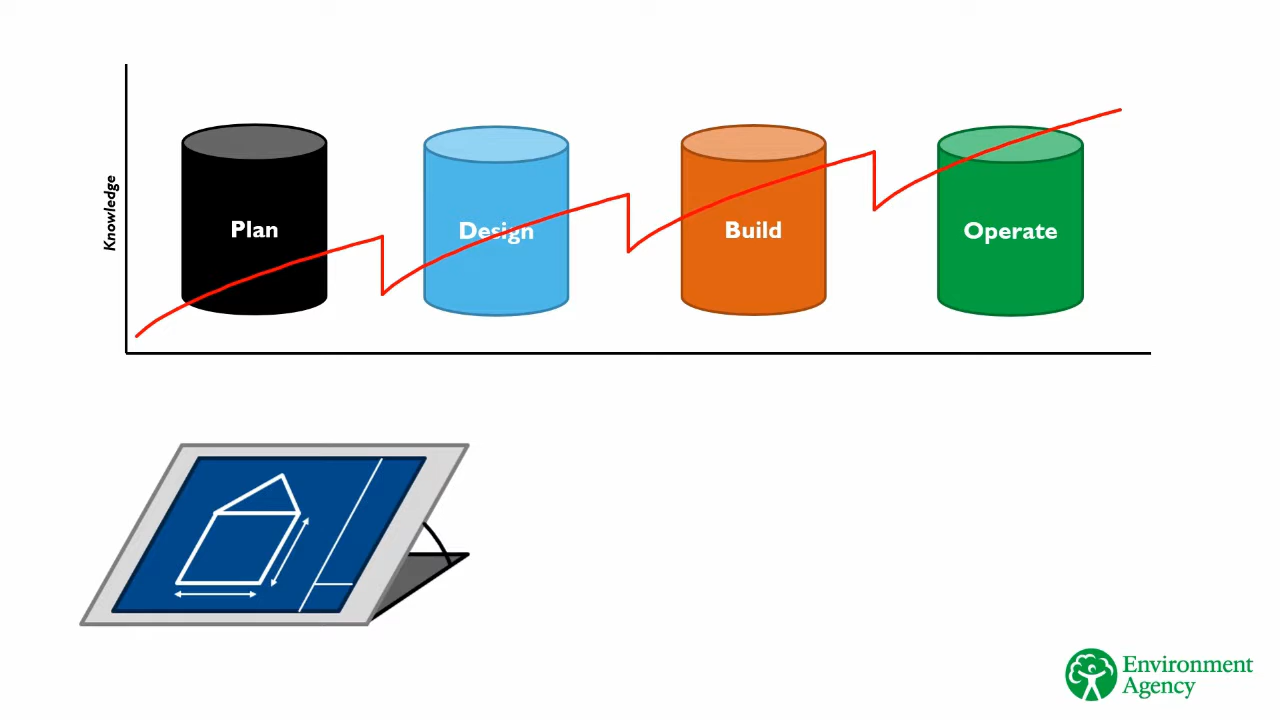 Knowledge
Plan
Design
Build
Operate
Environment
Agency